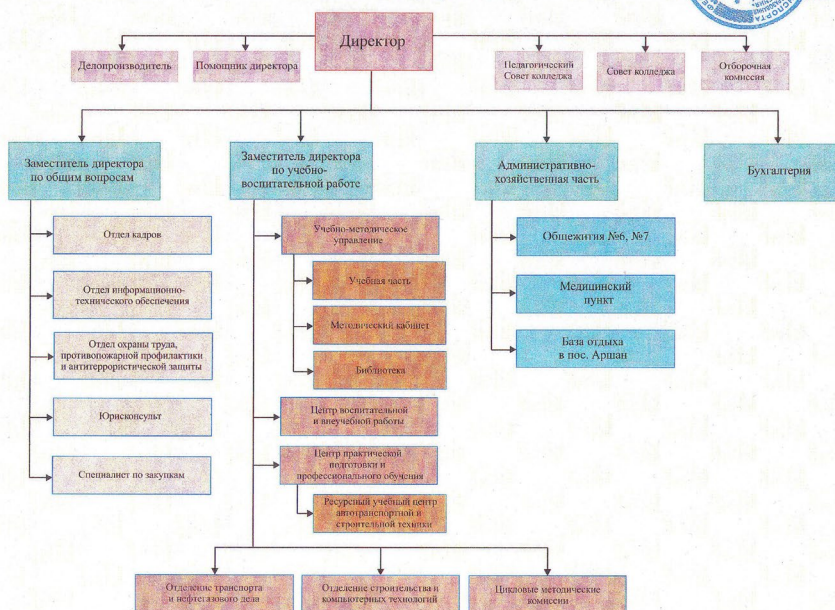 Директор
Делопроизводитель
Помощник директора
Педагогический
Совет колледжа
Совет колледжа
Отборочная
комиссия
Заместитель директора
по общим вопросам
Заместитель директора
по учебно-
воспитательной работе
Административно-
хозяйственная часть
Бухгалтерия
Отдел кадров
Отдел информационно-
технического обеспечения
Отдел охраны труда,
противопожарной профилактики
и антитеррористической защиты
Юрисконсульт
Специалист по закупкам
Учебно-методическое
управление
Учебная часть
Методический кабинет
Библиотека
Центр воспитательной
и внеучебной работы
Центр практической
подготовки и
профессионального обучения
Ресурсный учебный центр
автотранспортной и
строительной техники
Общежития №6, №7
Медицинский
пункт
База отдыха
в пос. Аршан
Отделение транспорта
и нефтегазового дела
Отделение строительства и
компьютерных технологий
Цикловые методические
комиссии